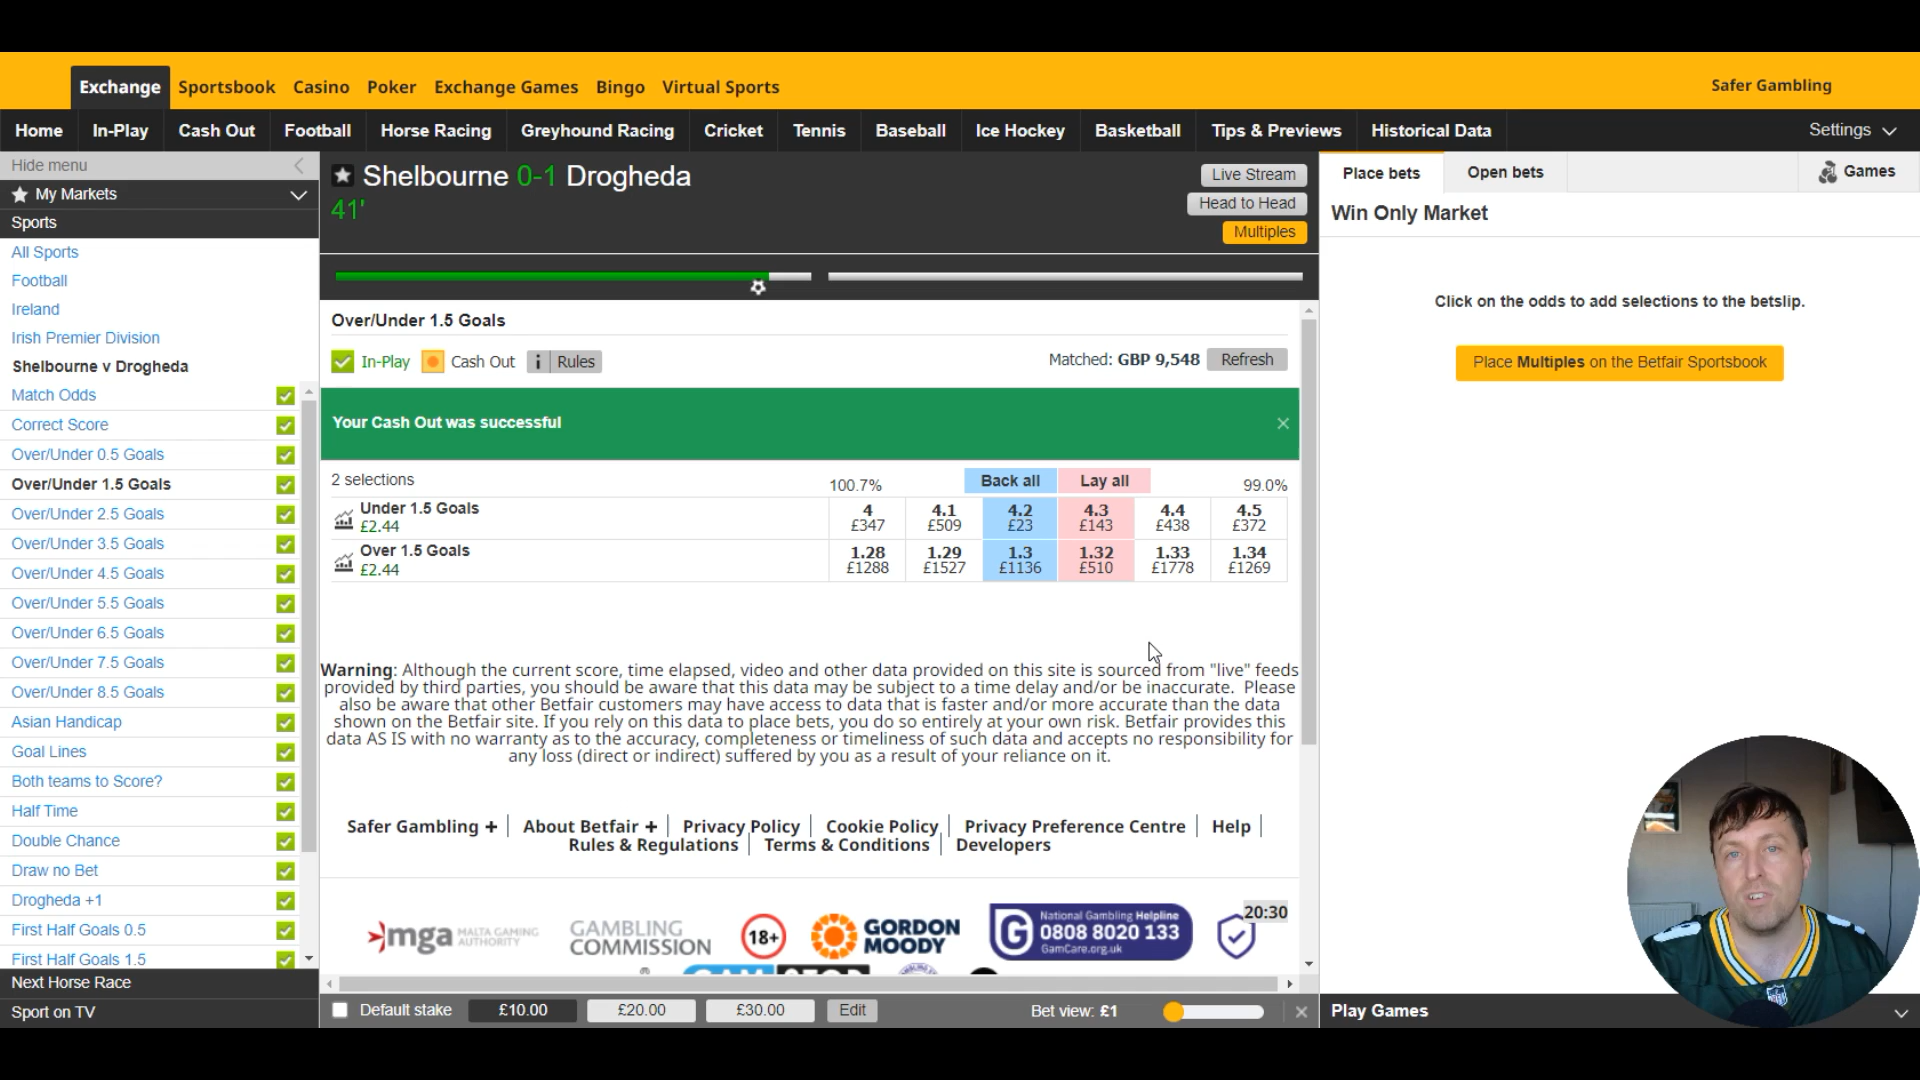 Exchange Sportsbook Casino Poker Exchange Games Bingo Virtual Sports
Safer Gambling
Home In-Play Cash Out Football Horse Racing Greyhound Racing Cricket Tennis Baseball Ice Hockey Basketball Tips & Previews Historical Data
Settings
Hide menu
My Markets
Sports
All Sports
Football
Ireland
Irish Premier Division
Shelbourne v Drogheda
Match Odds
Correct Score
Over/Under 0.5 Goals
Over/Under 1.5 Goals
Over/Under 2.5 Goals
Over/Under 3.5 Goals
Over/Under 4.5 Goals
Over/Under 5.5 Goals
Over/Under 6.5 Goals
Over/Under 7.5 Goals
Over/Under 8.5 Goals
Asian Handicap
Goal Lines
Both teams to Score?
Half Time
Double Chance
Draw no Bet
Drogheda +1
First Half Goals 0.5
First Half Goals 1.5
Next Horse Race
Sport on TV
Shelbourne 0-1 Drogheda
41'
Live Stream
Head to Head
Multiples
Over/Under 1.5 Goals
In-Play Cash Out i Rules
Matched: GBP 9,548 Refresh
Your Cash Out was successful
2 selections 100.7% Back all Lay all 99.0%
Under 1.5 Goals 4 4.1 4.2 4.3 4.4 4.5
£2.44 £347 £509 £23 £143 £438 £372
Over 1.5 Goals 1.28 1.29 1.3 1.32 1.33 1.34
£2.44 £1288 £1527 £1136 £510 £1778 £1269
Warning: Although the current score, time elapsed, video and other data provided on this site is sourced from "live" feeds
provided by third parties, you should be aware that this data may be subject to a time delay and/or be inaccurate. Please
also be aware that other Betfair customers may have access to data that is faster and/or more accurate than the data
shown on the Betfair site. If you rely on this data to place bets, you do so entirely at your own risk. Betfair provides this
data AS IS with no warranty as to the accuracy, completeness or timeliness of such data and accepts no responsibility for
any loss (direct or indirect) suffered by you as a result of your reliance on it.
Safer Gambling + About Betfair + Privacy Policy Cookie Policy Privacy Preference Centre Help
Rules & Regulations Terms & Conditions Developers
mga MALTA GAMING AUTHORITY
GAMBLING COMMISSION
18+
GORDON MOODY
National Gambling Helpline
0808 8020 133
GamCare.org.uk
20:30
Default stake £10.00 £20.00 £30.00 Edit
Bet view: £1
Place bets Open bets Games
Win Only Market
Click on the odds to add selections to the betslip.
Place Multiples on the Betfair Sportsbook
Play Games